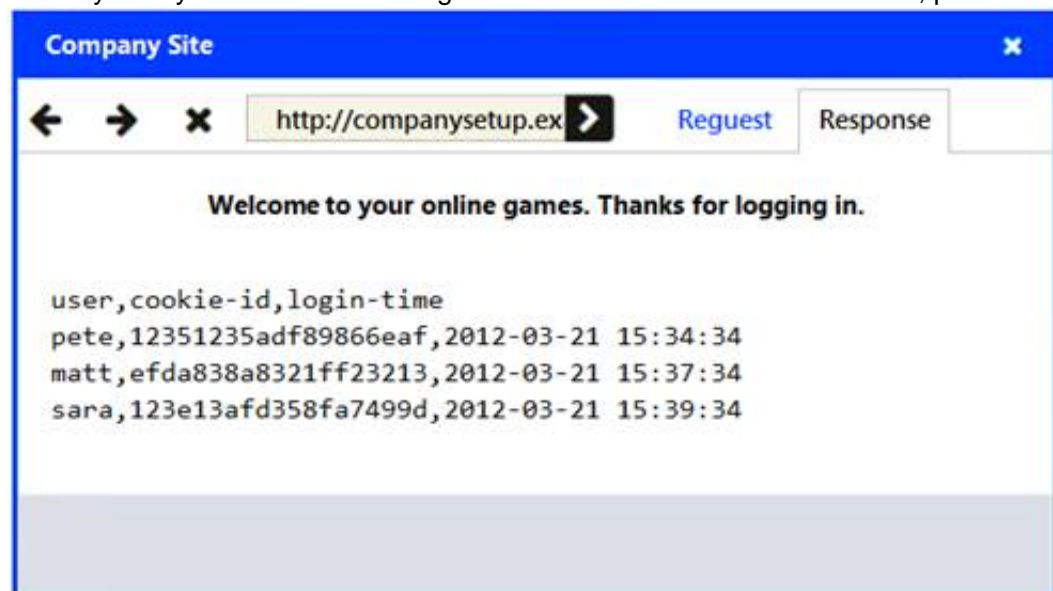 Company Site
http://companysetup.ex
Reguest
Response
Welcome to your online games. Thanks for logging in.
user,cookie-id,login-time
pete,12351235adf89866eaf,2012-03-21 15:34:34
matt,efda838a8321ff23213,2012-03-21 15:37:34
sara,123e13afd358fa7499d,2012-03-21 15:39:34